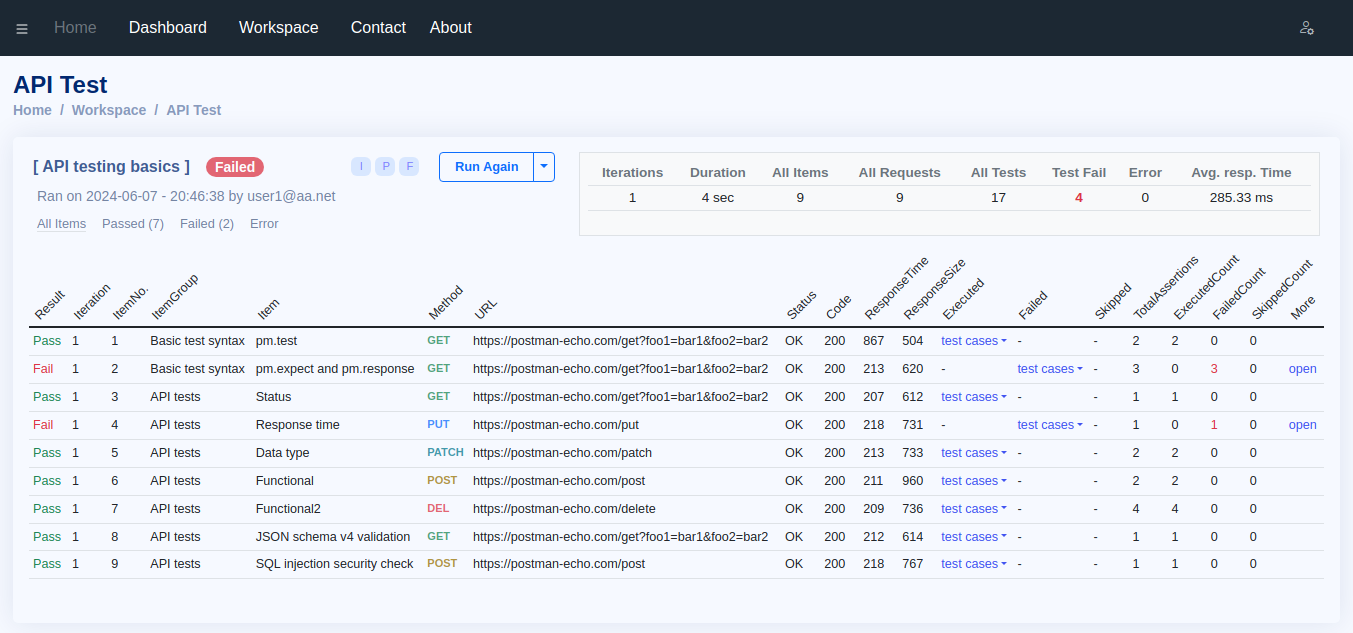 Home Dashboard Workspace Contact About
API Test
Home / Workspace / API Test
[ API testing basics ] Failed I P F Run Again
Ran on 2024-06-07 - 20:46:38 by user1@aa.net
All Items Passed (7) Failed (2) Error
Iterations Duration All Items All Requests All Tests Test Fail Error Avg. resp. Time
1 4 sec 9 9 17 4 0 285.33 ms
Result Iteration ItemNo. ItemGroup Item Method URL Status Code ResponseTime ResponseSize Executed Failed Skipped TotalAssertions ExecutedCount FailedCount SkippedCount More
Pass 1 1 Basic test syntax pm.test GET https://postman-echo.com/get?foo1=bar1&foo2=bar2 OK 200 867 504 test cases - - 2 2 0 0
Fail 1 2 Basic test syntax pm.expect and pm.response GET https://postman-echo.com/get?foo1=bar1&foo2=bar2 OK 200 213 620 - test cases - 3 0 3 0 open
Pass 1 3 API tests Status GET https://postman-echo.com/get?foo1=bar1&foo2=bar2 OK 200 207 612 test cases - - 1 1 0 0
Fail 1 4 API tests Response time PUT https://postman-echo.com/put OK 200 218 731 - test cases - 1 0 1 0 open
Pass 1 5 API tests Data type PATCH https://postman-echo.com/patch OK 200 213 733 test cases - - 2 2 0 0
Pass 1 6 API tests Functional POST https://postman-echo.com/post OK 200 211 960 test cases - - 2 2 0 0
Pass 1 7 API tests Functional2 DEL https://postman-echo.com/delete OK 200 209 736 test cases - - 4 4 0 0
Pass 1 8 API tests JSON schema v4 validation GET https://postman-echo.com/get?foo1=bar1&foo2=bar2 OK 200 212 614 test cases - - 1 1 0 0
Pass 1 9 API tests SQL injection security check POST https://postman-echo.com/post OK 200 218 767 test cases - - 1 1 0 0